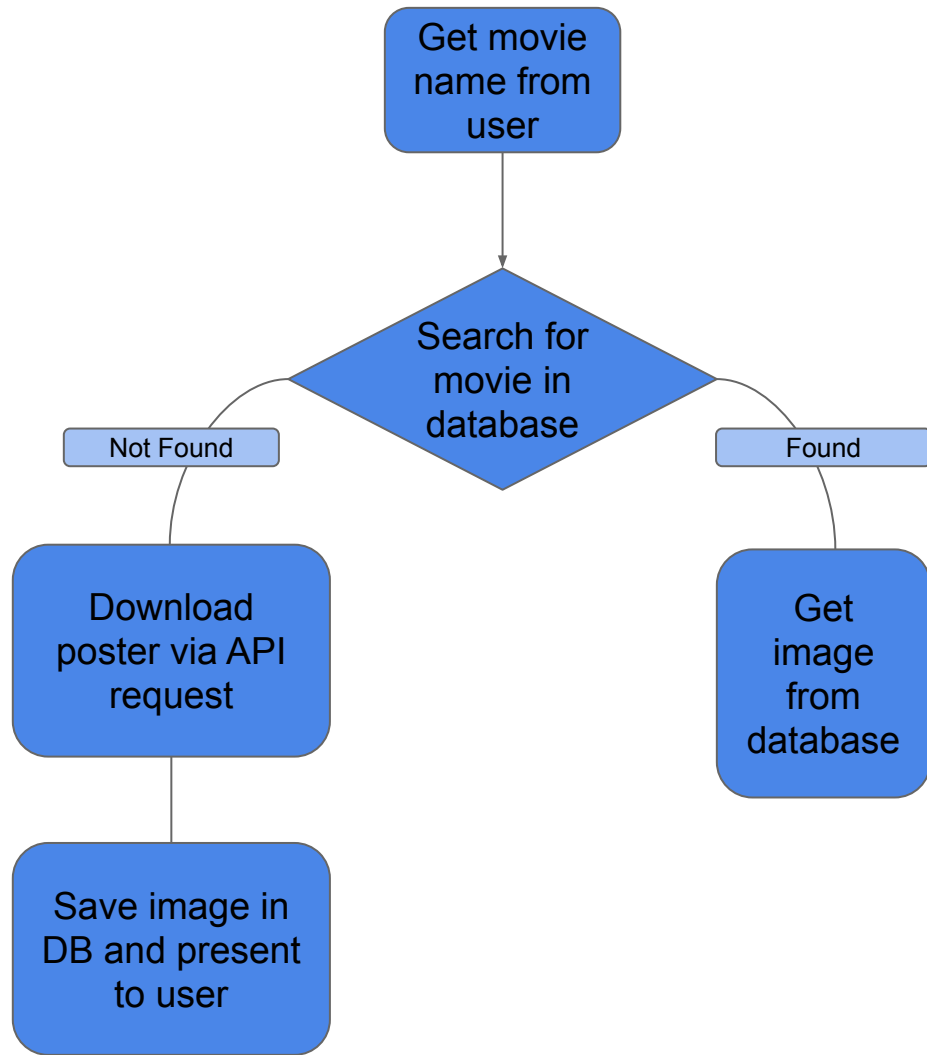 Get movie
name from
user
Search for
movie in
database
Not Found
Found
Download
poster via API
request
Get
image
from
database
Save image in
DB and present
to user